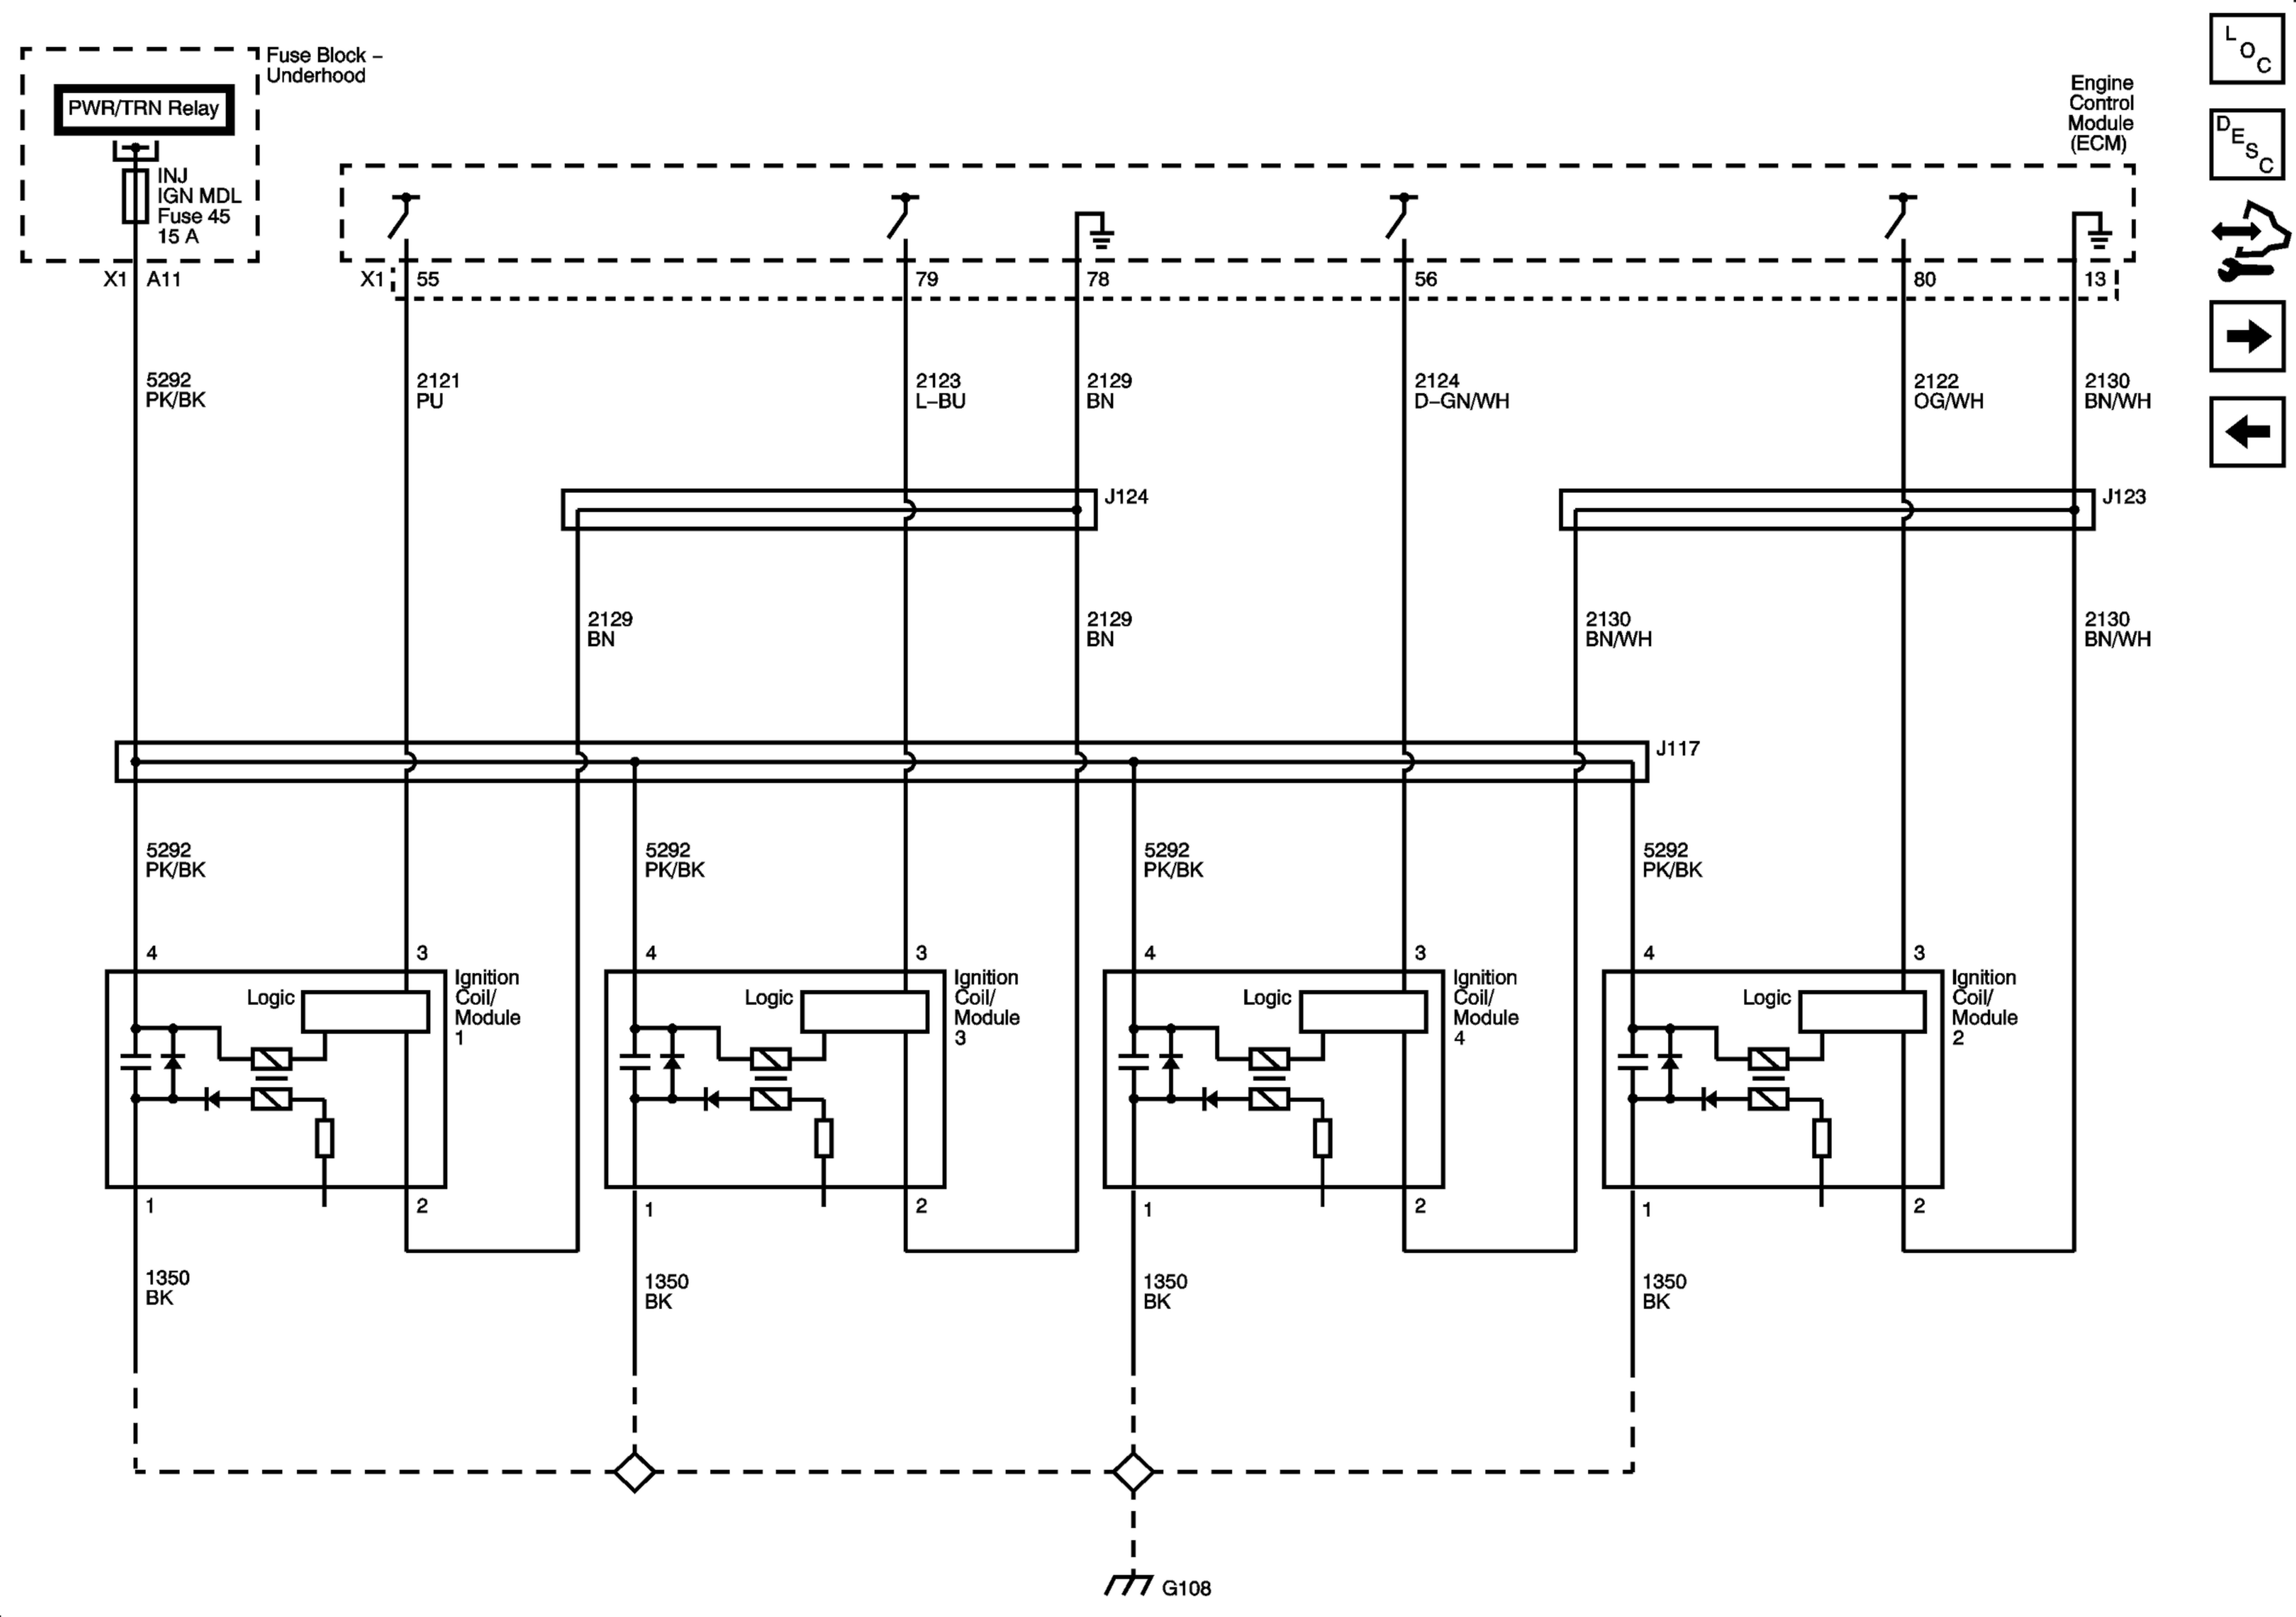 Fuse Block –
Underhood
PWR/TRN Relay
INJ
IGN MDL
Fuse 45
15 A
X1 A11
Engine
Control
Module
(ECM)
L
O
C
D
E
S
C
X1 55 79 78 56 80 13
5292
PK/BK
2121
PU
2123
L–BU
2129
BN
2124
D–GN/WH
2122
OG/WH
2130
BN/WH
J124
J123
2129
BN
2129
BN
2130
BN/WH
2130
BN/WH
J117
5292
PK/BK
5292
PK/BK
5292
PK/BK
5292
PK/BK
4 3 4 3 4 3 4 3
Logic
Ignition
Coil/
Module
1
Logic
Ignition
Coil/
Module
3
Logic
Ignition
Coil/
Module
4
Logic
Ignition
Coil/
Module
2
1 2 1 2 1 2 1 2
1350
BK
1350
BK
1350
BK
1350
BK
G108